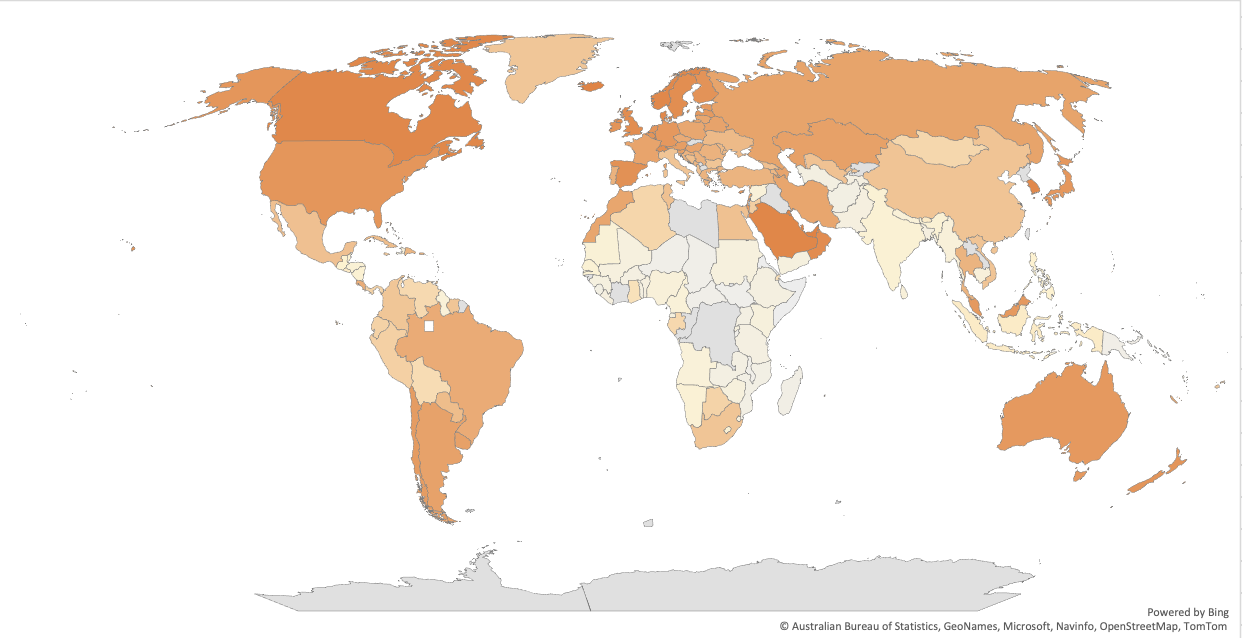 Powered by Bing
© Australian Bureau of Statistics, GeoNames, Microsoft, Navinfo, OpenStreetMap, TomTom